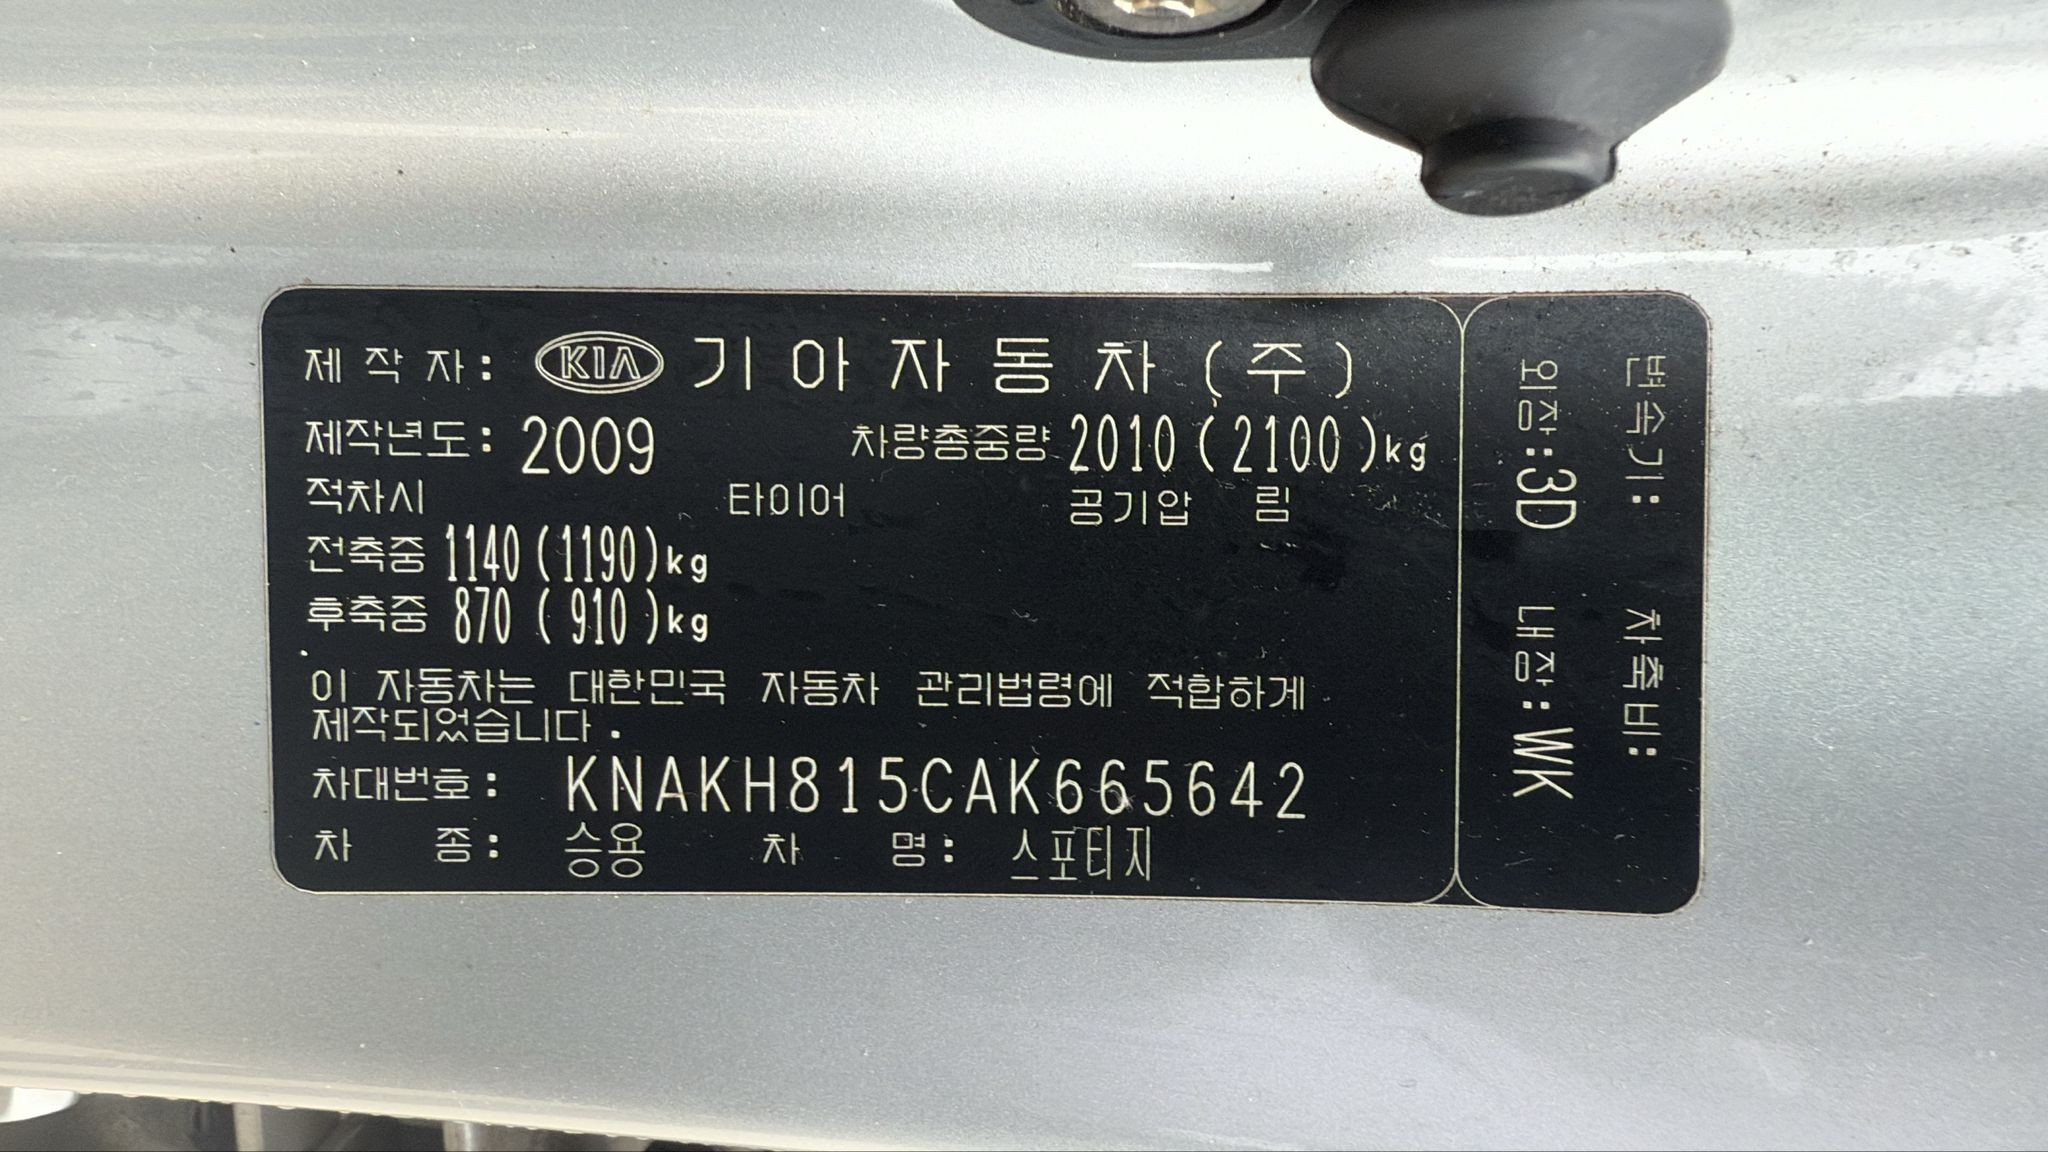 제 작 자 : KIA 기 아 자 동 차 ( 주 )
제작년도 : 2009 차량총중량 2010 ( 2100 ) kg
적차시 타이어 공기압 림
전축중 1140 ( 1190 ) kg
후축중 870 ( 910 ) kg
이 자동차는 대한민국 자동차 관리법령에 적합하게
제작되었습니다 .
차대번호 : KNAKH815CAK665642
차 종 : 승용 차 명 : 스포티지
변속기 : 차축비 :
외장 : 3D 내장 : WK